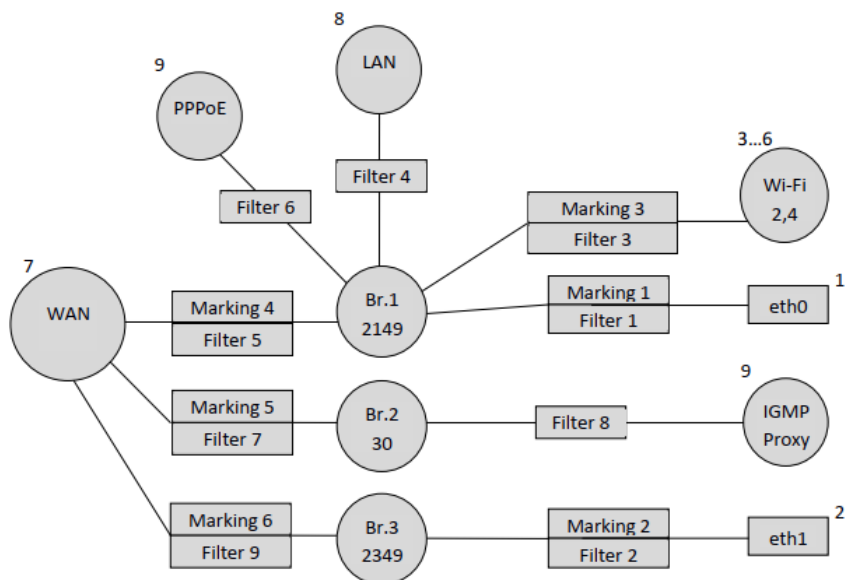 8
LAN
9
PPPoE
3...6
Wi-Fi
2,4
Filter 4
Filter 6
Marking 3
Filter 3
7
WAN
Marking 4
Filter 5
Br.1
2149
Marking 1
Filter 1
1
eth0
Marking 5
Filter 7
Br.2
30
Filter 8
9
IGMP
Proxy
Marking 6
Filter 9
Br.3
2349
Marking 2
Filter 2
2
eth1